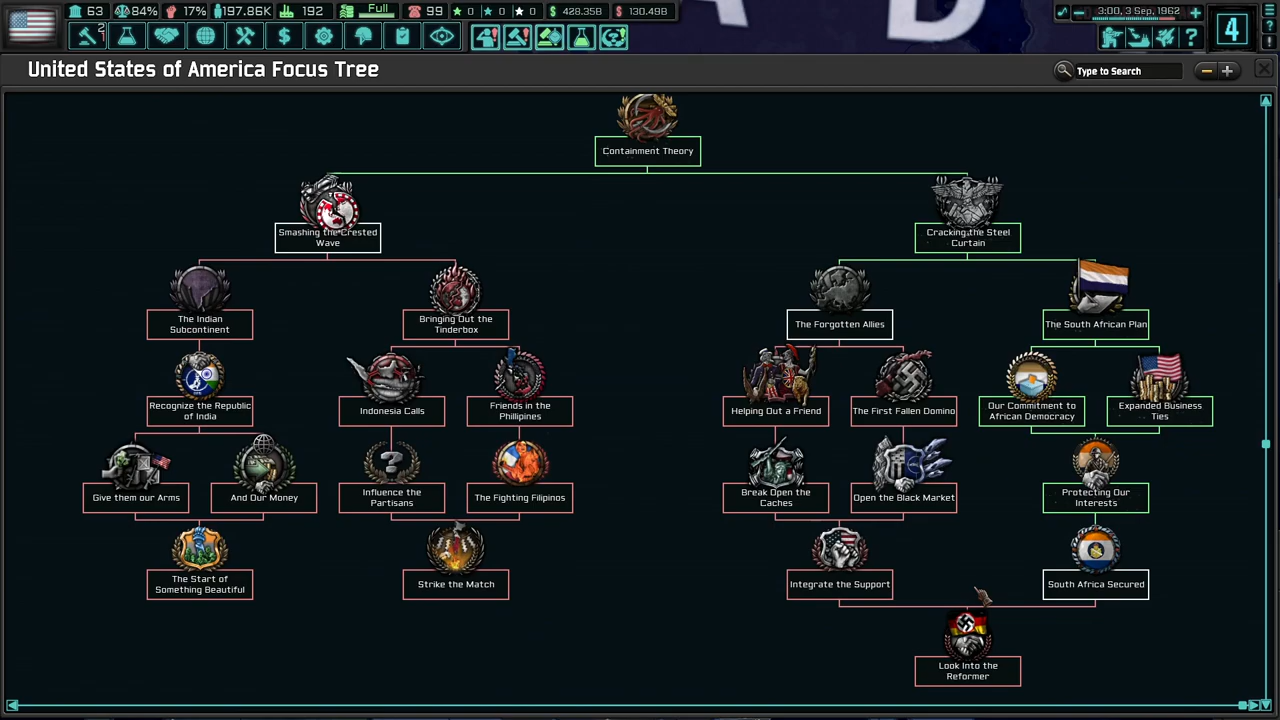 63 84% 17% 197.86K 192 Full 99 0 0 0 $ 428.35B $ 130.49B
3:00, 3 Sep, 1962
4
United States of America Focus Tree
Type to Search
Containment Theory
Smashing the Crested
Wave
Cracking the Steel
Curtain
The Indian
Subcontinent
Bringing Out the
Tinderbox
The Forgotten Allies
The South African Plan
Recognize the Republic
of India
Indonesia Calls
Friends in the
Phillipines
Helping Out a Friend
The First Fallen Domino
Our Commitment to
African Democracy
Expanded Business
Ties
Give them our Arms
And Our Money
Influence the
Partisans
The Fighting Filipinos
Break Open the
Caches
Open the Black Market
Protecting Our
Interests
The Start of
Something Beautiful
Strike the Match
Integrate the Support
South Africa Secured
Look Into the
Reformer